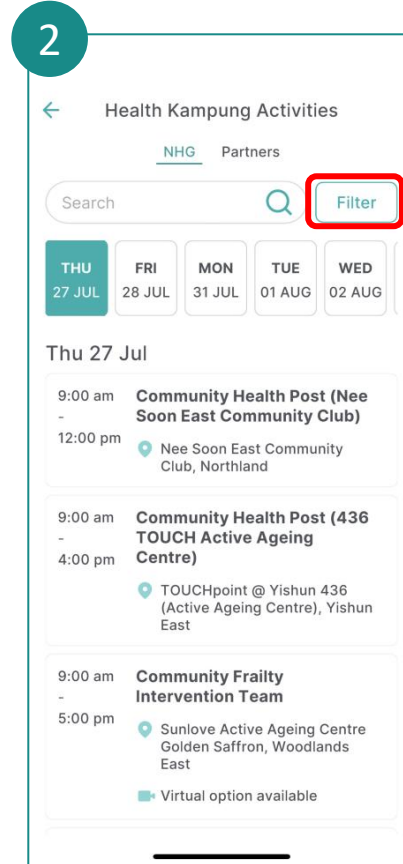 2
Health Kampung Activities
NHG Partners
Search Filter
THU FRI MON TUE WED
27 JUL 28 JUL 31 JUL 01 AUG 02 AUG
Thu 27 Jul
9:00 am
-
12:00 pm
Community Health Post (Nee
Soon East Community Club)
Nee Soon East Community
Club, Northland
9:00 am
-
4:00 pm
Community Health Post (436
TOUCH Active Ageing
Centre)
TOUCHpoint @ Yishun 436
(Active Ageing Centre), Yishun
East
9:00 am
-
5:00 pm
Community Frailty
Intervention Team
Sunlove Active Ageing Centre
Golden Saffron, Woodlands
East
Virtual option available